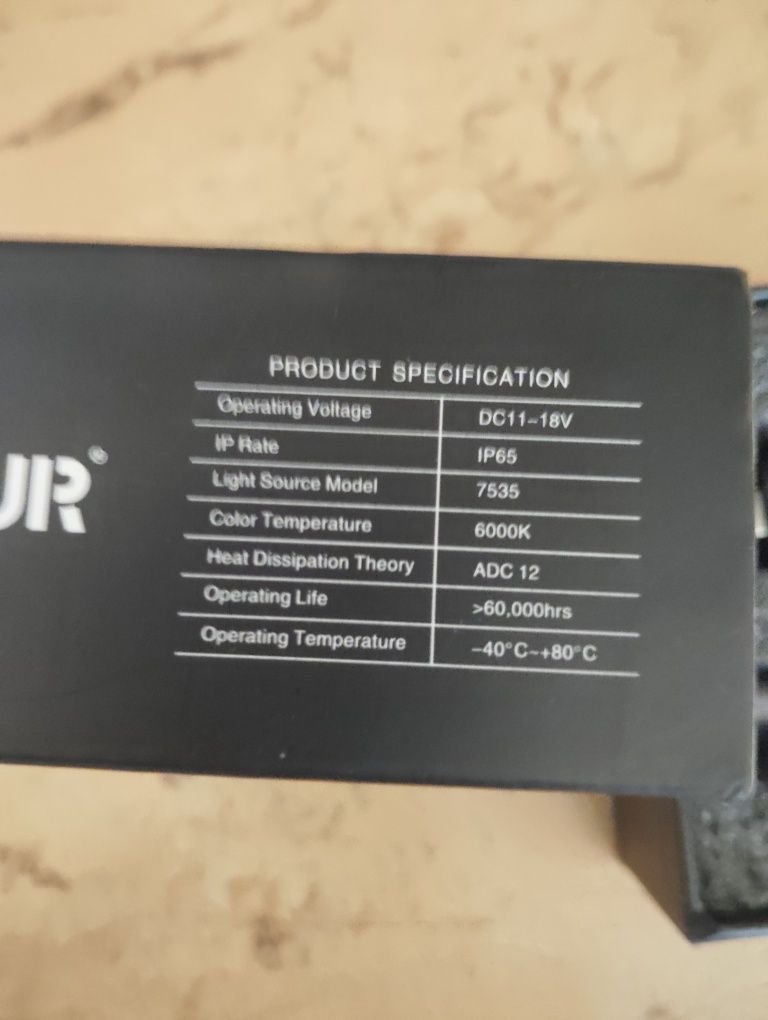 PRODUCT SPECIFICATION
Operating Voltage DC11-18V
IP Rate IP65
Light Source Model 7535
Color Temperature 6000K
Heat Dissipation Theory ADC 12
Operating Life >60,000hrs
Operating Temperature -40°C~+80°C
UR®